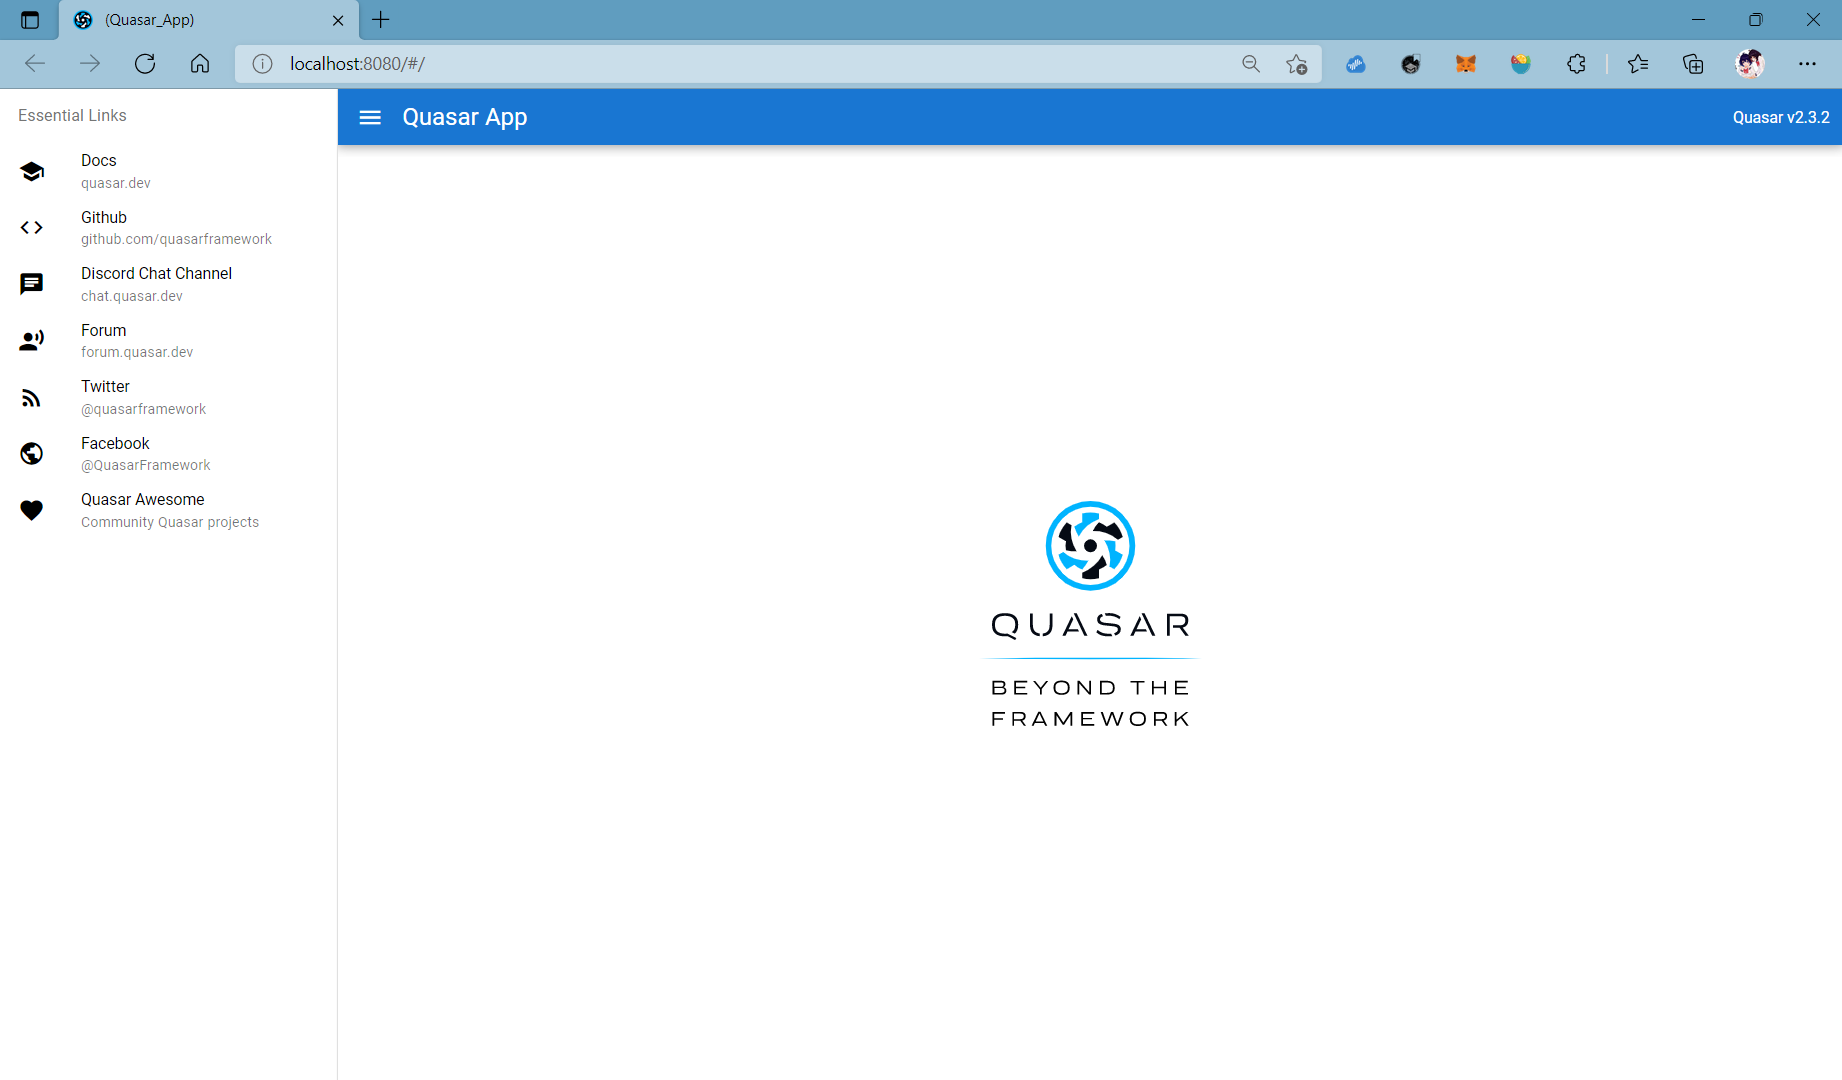 (Quasar_App)
localhost:8080/#/
Essential Links
Docs
quasar.dev
Github
github.com/quasarframework
Discord Chat Channel
chat.quasar.dev
Forum
forum.quasar.dev
Twitter
@quasarframework
Facebook
@QuasarFramework
Quasar Awesome
Community Quasar projects
Quasar App
Quasar v2.3.2
QUASAR
BEYOND THE
FRAMEWORK